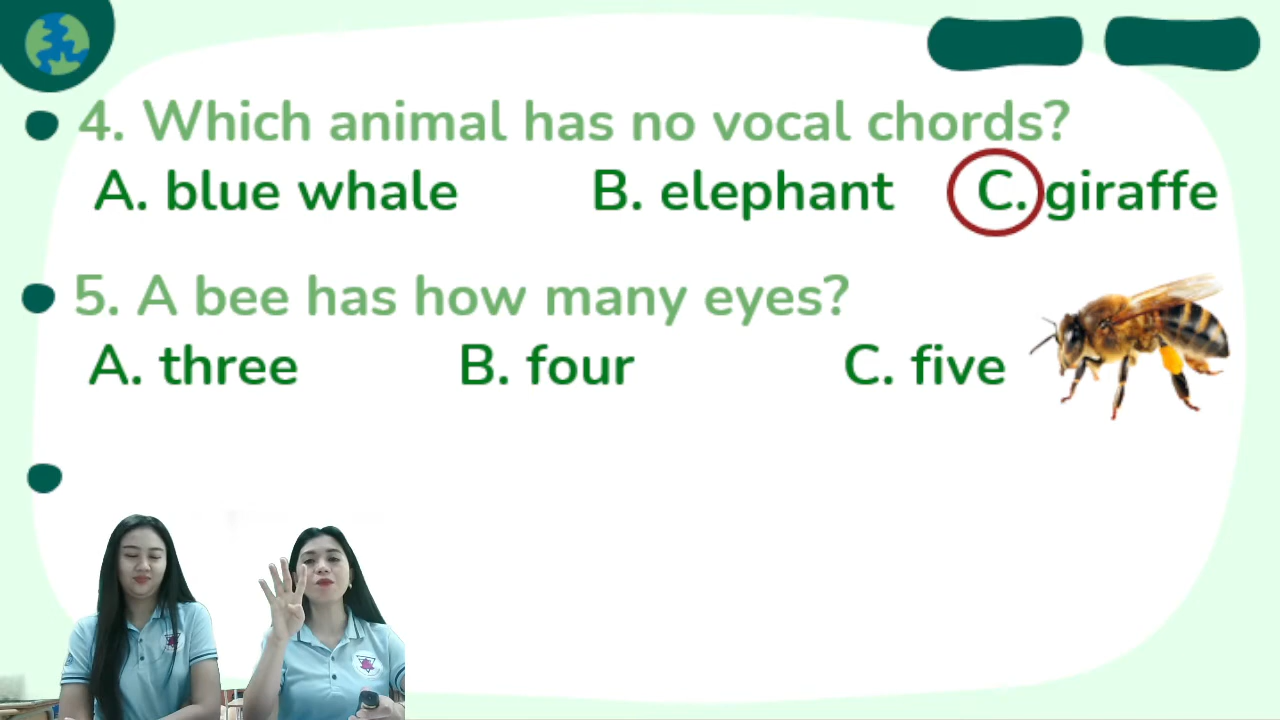 4. Which animal has no vocal chords?
A. blue whale B. elephant C. giraffe
5. A bee has how many eyes?
A. three B. four C. five